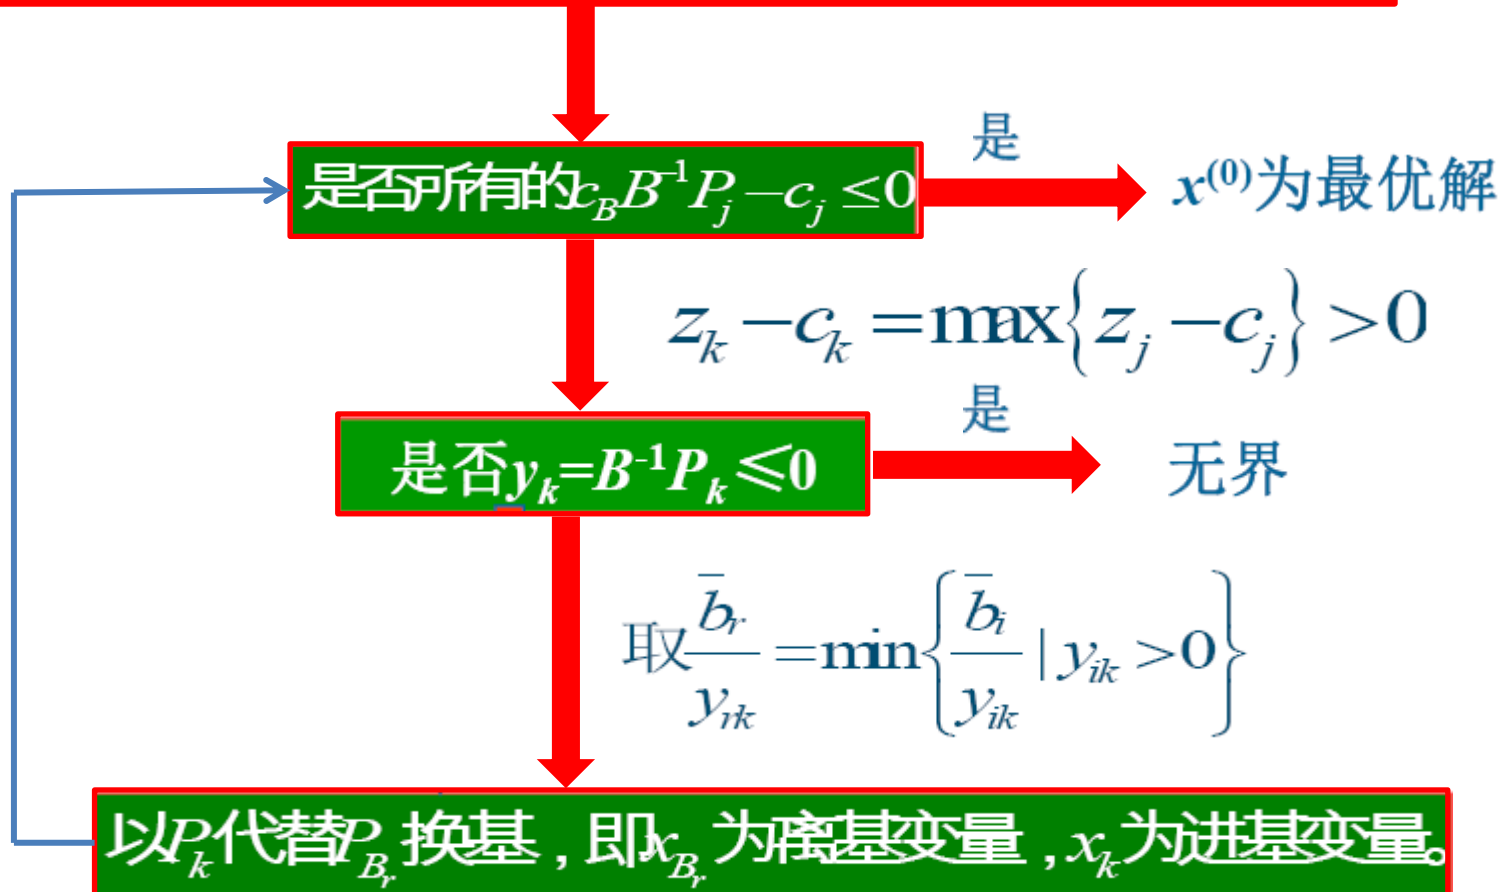 是
是否所有的c_B B^{-1}P_j-c_j≤0
x^{(0)}为最优解
z_k-c_k=max{z_j-c_j}>0
是
是否y_k=B^{-1}P_k≤0
无界
取\frac{\bar{b}_r}{y_{rk}}=min{\frac{\bar{b}_i}{y_{ik}}|y_{ik}>0}
以P_k代替P_{B_r}换基,即x_{B_r}为离基变量,x_k为进基变量。